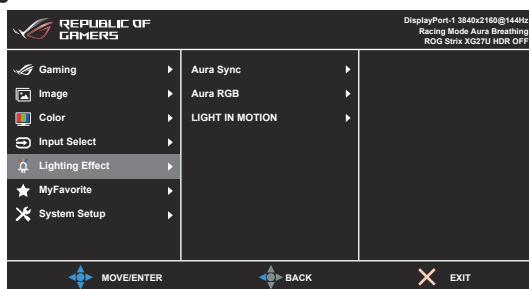 REPUBLIC OF
GAMERS
DisplayPort-1 3840x2160@144Hz
Racing Mode Aura Breathing
ROG Strix XG27U HDR OFF
Gaming
Image
Color
Input Select
Lighting Effect
MyFavorite
System Setup
Aura Sync
Aura RGB
LIGHT IN MOTION
MOVE/ENTER
BACK
EXIT